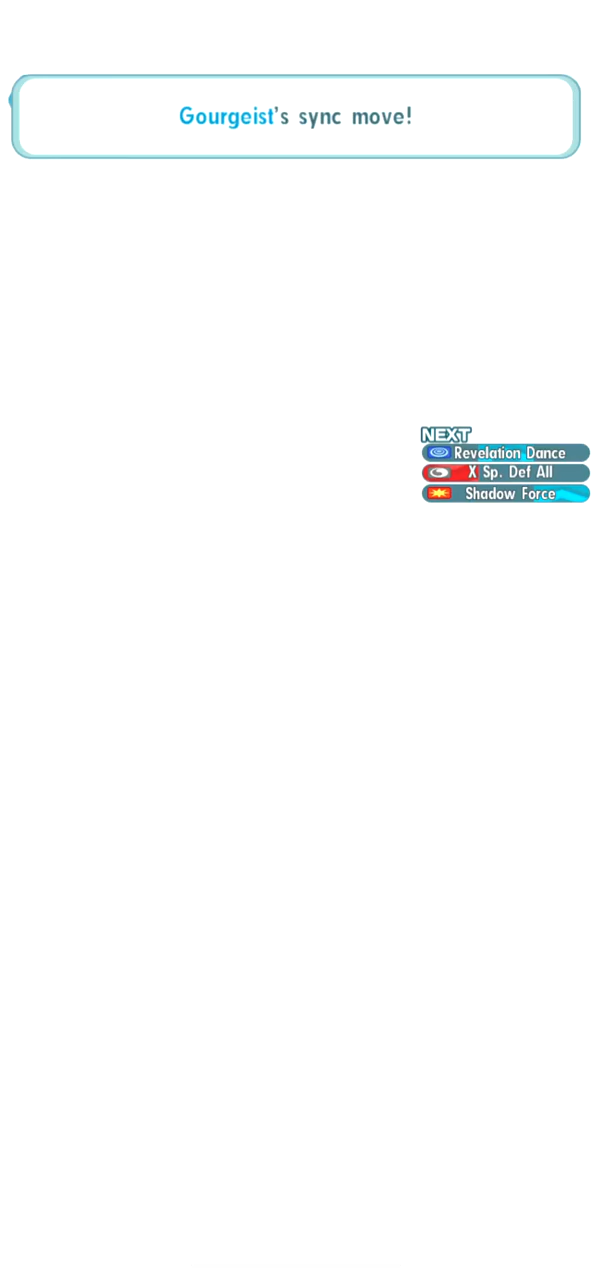 Gourgeist's sync move!
NEXT
Revelation Dance
X Sp. Def All
Shadow Force